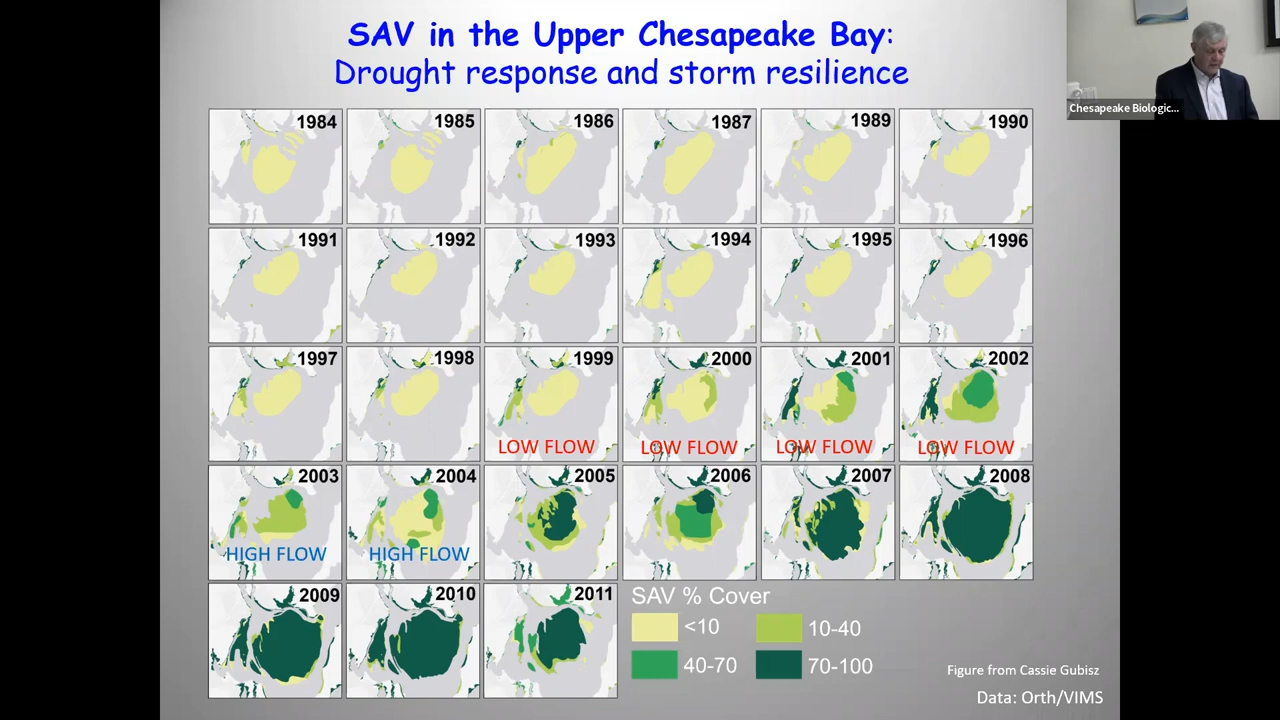 SAV in the Upper Chesapeake Bay:
Drought response and storm resilience
Chesapeake Biologic...
1984
1985
1986
1987
1989
1990
1991
1992
1993
1994
1995
1996
1997
1998
1999
2000
2001
2002
LOW FLOW
LOW FLOW
LOW FLOW
LOW FLOW
2003
2004
2005
2006
2007
2008
HIGH FLOW
HIGH FLOW
2009
2010
2011
SAV % Cover
<10
10-40
40-70
70-100
Figure from Cassie Gubisz
Data: Orth/VIMS